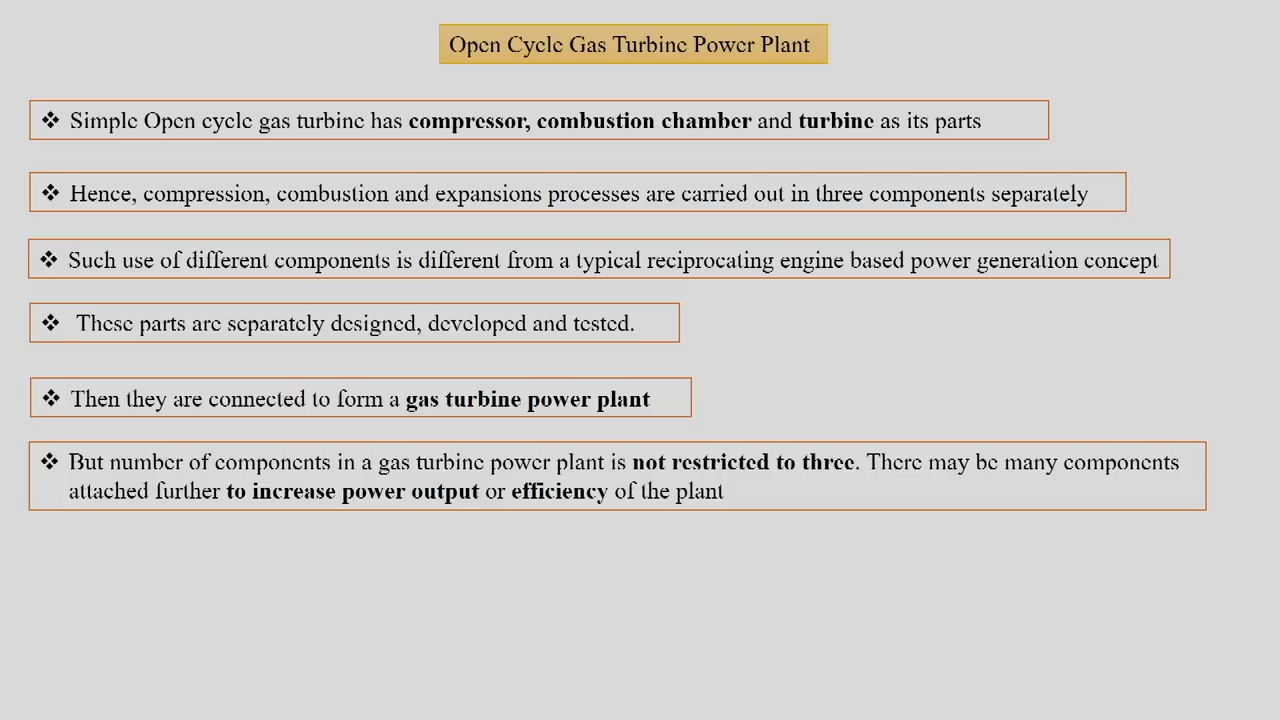 Open Cycle Gas Turbine Power Plant
❖ Simple Open cycle gas turbine has compressor, combustion chamber and turbine as its parts
❖ Hence, compression, combustion and expansions processes are carried out in three components separately
❖ Such use of different components is different from a typical reciprocating engine based power generation concept
❖ These parts are separately designed, developed and tested.
❖ Then they are connected to form a gas turbine power plant
❖ But number of components in a gas turbine power plant is not restricted to three. There may be many components
attached further to increase power output or efficiency of the plant